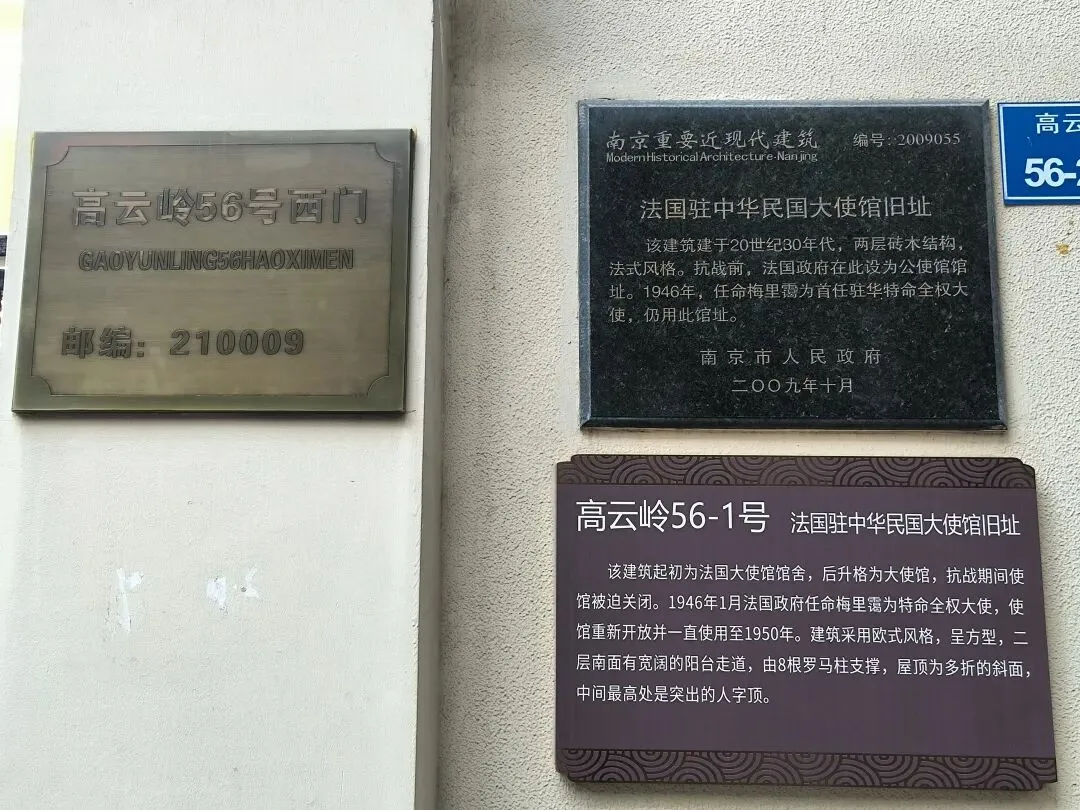 高云岭56号西门
GAOYUNLING56HAOXIMEN
邮编：210009
南京重要近现代建筑
编号：2009055
Modern Historical Architecture·Nanjing
法国驻中华民国大使馆旧址
该建筑建于20世纪30年代，两层砖木结构，
法式风格。抗战前，法国政府在此设为公使馆馆
址。1946年，任命梅里霭为首任驻华特命全权大
使，仍用此馆址。
南京市人民政府
二〇〇九年十月
高云
56-
高云岭56-1号 法国驻中华民国大使馆旧址
该建筑起初为法国大使馆馆舍，后升格为大使馆，抗战期间使
馆被迫关闭。1946年1月法国政府任命梅里霭为特命全权大使，使
馆重新开放并一直使用至1950年。建筑采用欧式风格，呈方型，二
层南面有宽阔的阳台走道，由8根罗马柱支撑，屋顶为多折的斜面，
中间最高处是突出的人字顶。